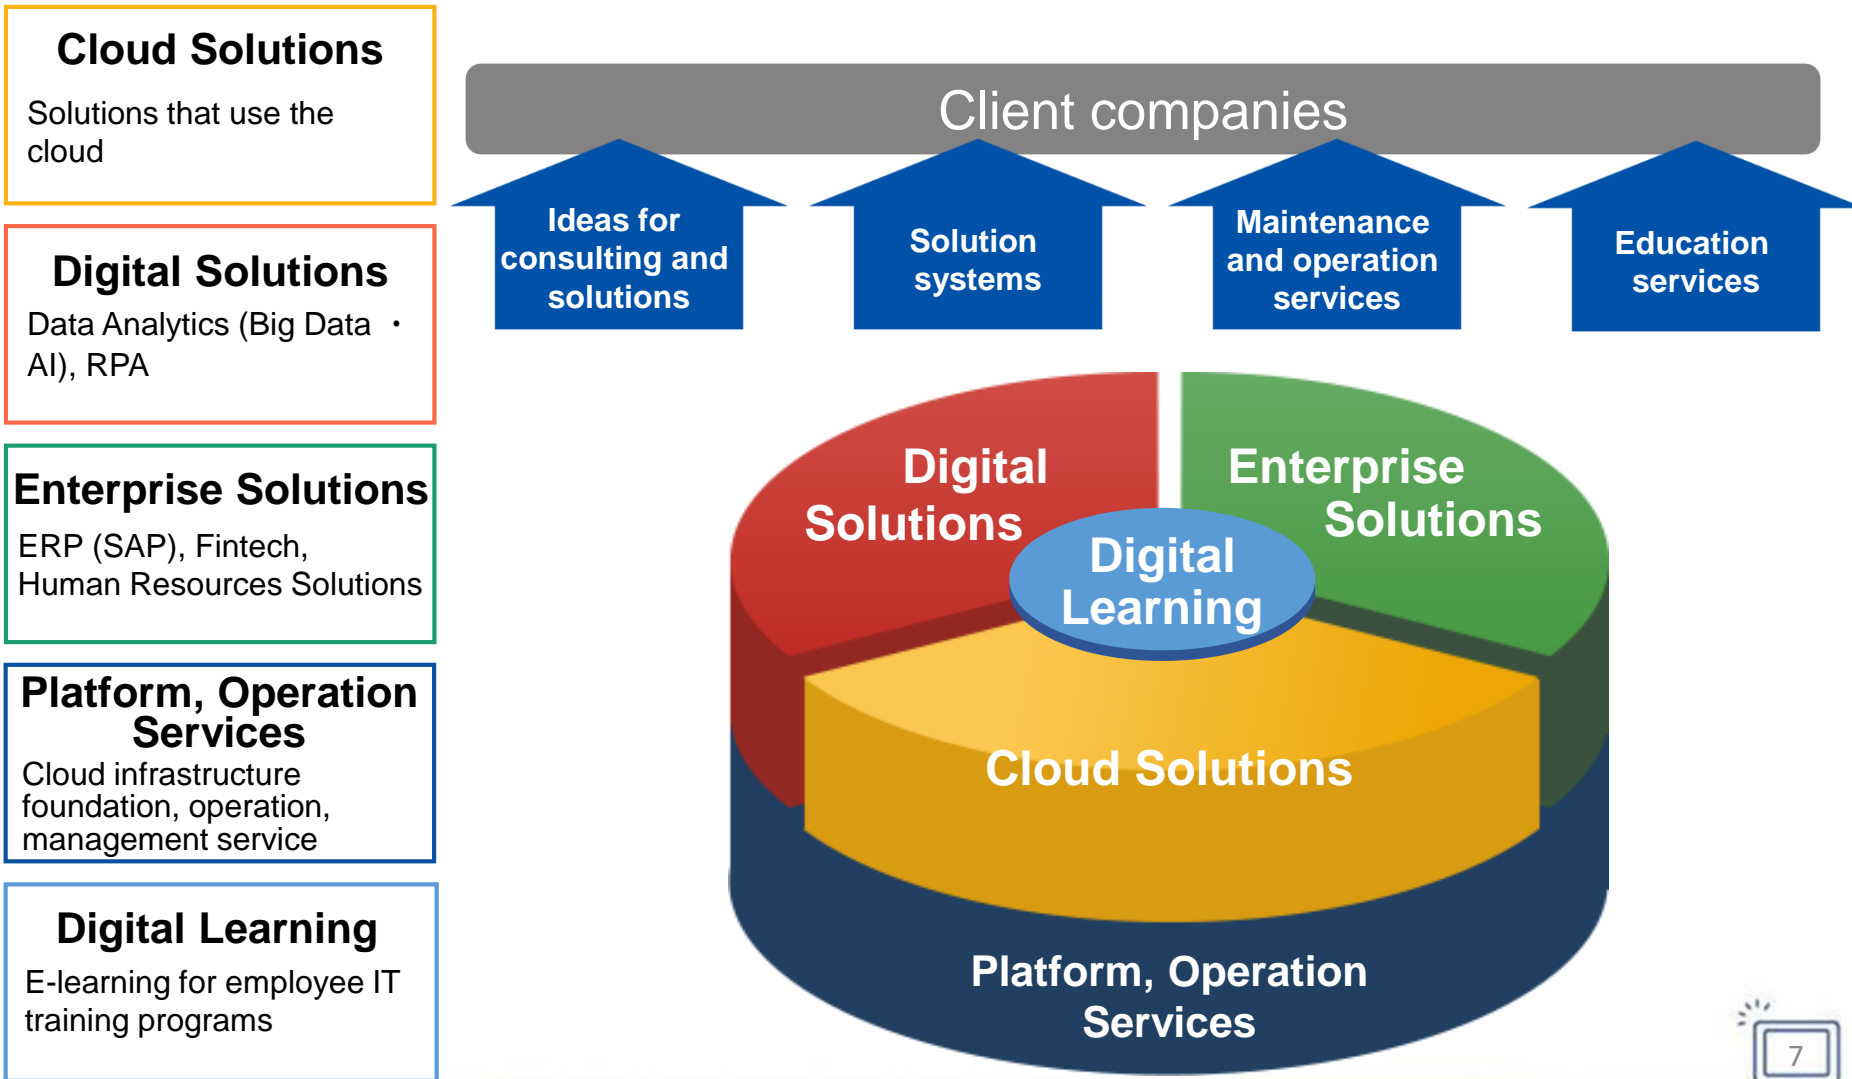 Cloud Solutions
Solutions that use the
cloud
Digital Solutions
Data Analytics (Big Data ・
AI), RPA
Enterprise Solutions
ERP (SAP), Fintech,
Human Resources Solutions
Platform, Operation
Services
Cloud infrastructure
foundation, operation,
management service
Digital Learning
E-learning for employee IT
training programs
Client companies
Ideas for
consulting and
solutions
Solution
systems
Maintenance
and operation
services
Education
services
Digital
Solutions
Enterprise
Solutions
Digital
Learning
Cloud Solutions
Platform, Operation
Services
7